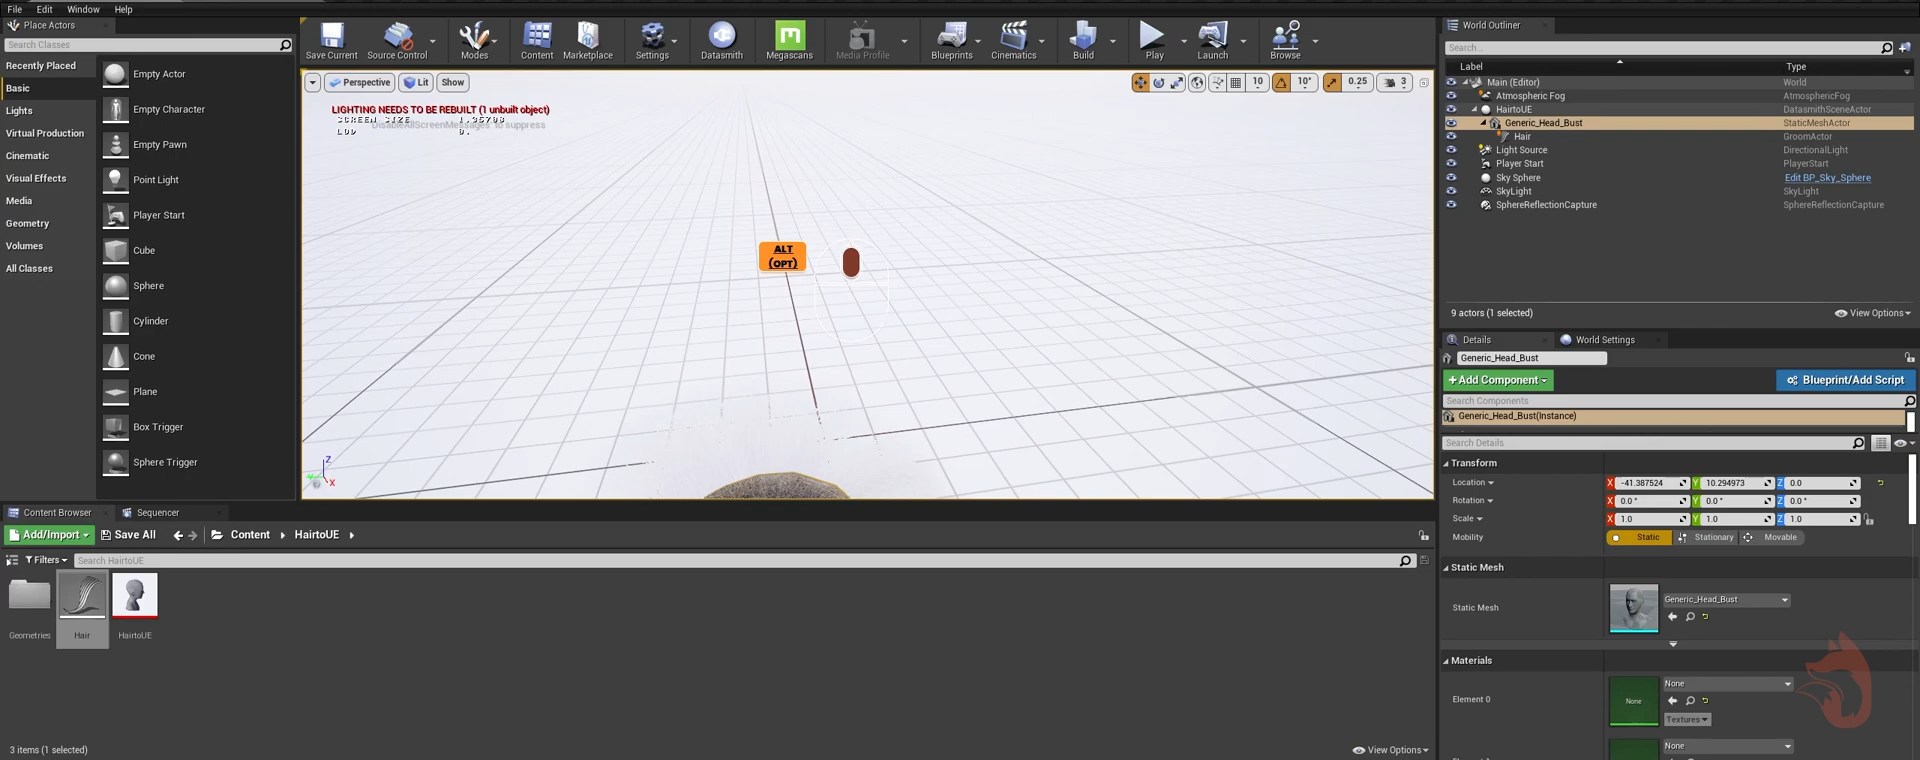 File Edit Window Help
Place Actors
Search Classes
Recently Placed
Basic
Lights
Virtual Production
Cinematic
Visual Effects
Media
Geometry
Volumes
All Classes
Empty Actor
Empty Character
Empty Pawn
Point Light
Player Start
Cube
Sphere
Cylinder
Cone
Plane
Box Trigger
Sphere Trigger
Save Current Source Control Modes Content Marketplace Settings Datasmith Megascans Media Profile Blueprints Cinematics Build Play Launch Browse
Perspective Lit Show
10 10° 0.25 3
LIGHTING NEEDS TO BE REBUILT (1 unbuilt object)
SCREEN SIZE
DisableAllScreenMessages' to suppress
LOD 0.
ALT
(OPT)
Z
X
World Outliner
Search...
Label Type
Main (Editor) World
Atmospheric Fog AtmosphericFog
HairtoUE DatasmithSceneActor
Generic_Head_Bust StaticMeshActor
Hair GroomActor
Light Source DirectionalLight
Player Start PlayerStart
Sky Sphere Edit BP_Sky_Sphere
SkyLight SkyLight
SphereReflectionCapture SphereReflectionCapture
9 actors (1 selected) View Options
Details World Settings
Generic_Head_Bust
+Add Component Blueprint/Add Script
Search Components
Generic_Head_Bust(Instance)
Search Details
Transform
Location X -41.387524 Y 10.294973 Z 0.0
Rotation X 0.0 ° Y 0.0 ° Z 0.0 °
Scale X 1.0 Y 1.0 Z 1.0
Mobility Static Stationary Movable
Static Mesh
Static Mesh Generic_Head_Bust
Materials
Element 0 None None
Textures
None
Content Browser Sequencer
Add/Import Save All Content HairtoUE
Filters Search HairtoUE
Geometries Hair HairtoUE
3 items (1 selected) View Options